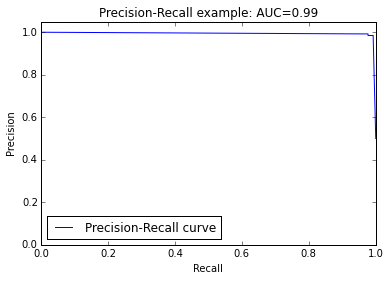 Precision-Recall example: AUC=0.99
1.0
0.8
0.6
0.4
0.2
0.0
Precision
Precision-Recall curve
0.0 0.2 0.4 0.6 0.8 1.0
Recall